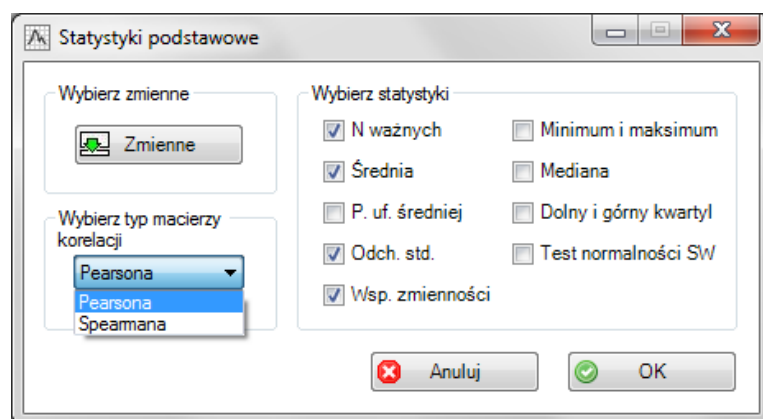 Statystyki podstawowe
Wybierz zmienne
Zmienne
Wybierz typ macierzy
korelacji
Pearsona
Pearsona
Spearmana
Wybierz statystyki
N ważnych
Średnia
P. uf. średniej
Odch. std.
Wsp. zmienności
Minimum i maksimum
Mediana
Dolny i górny kwartyl
Test normalności SW
Anuluj
OK